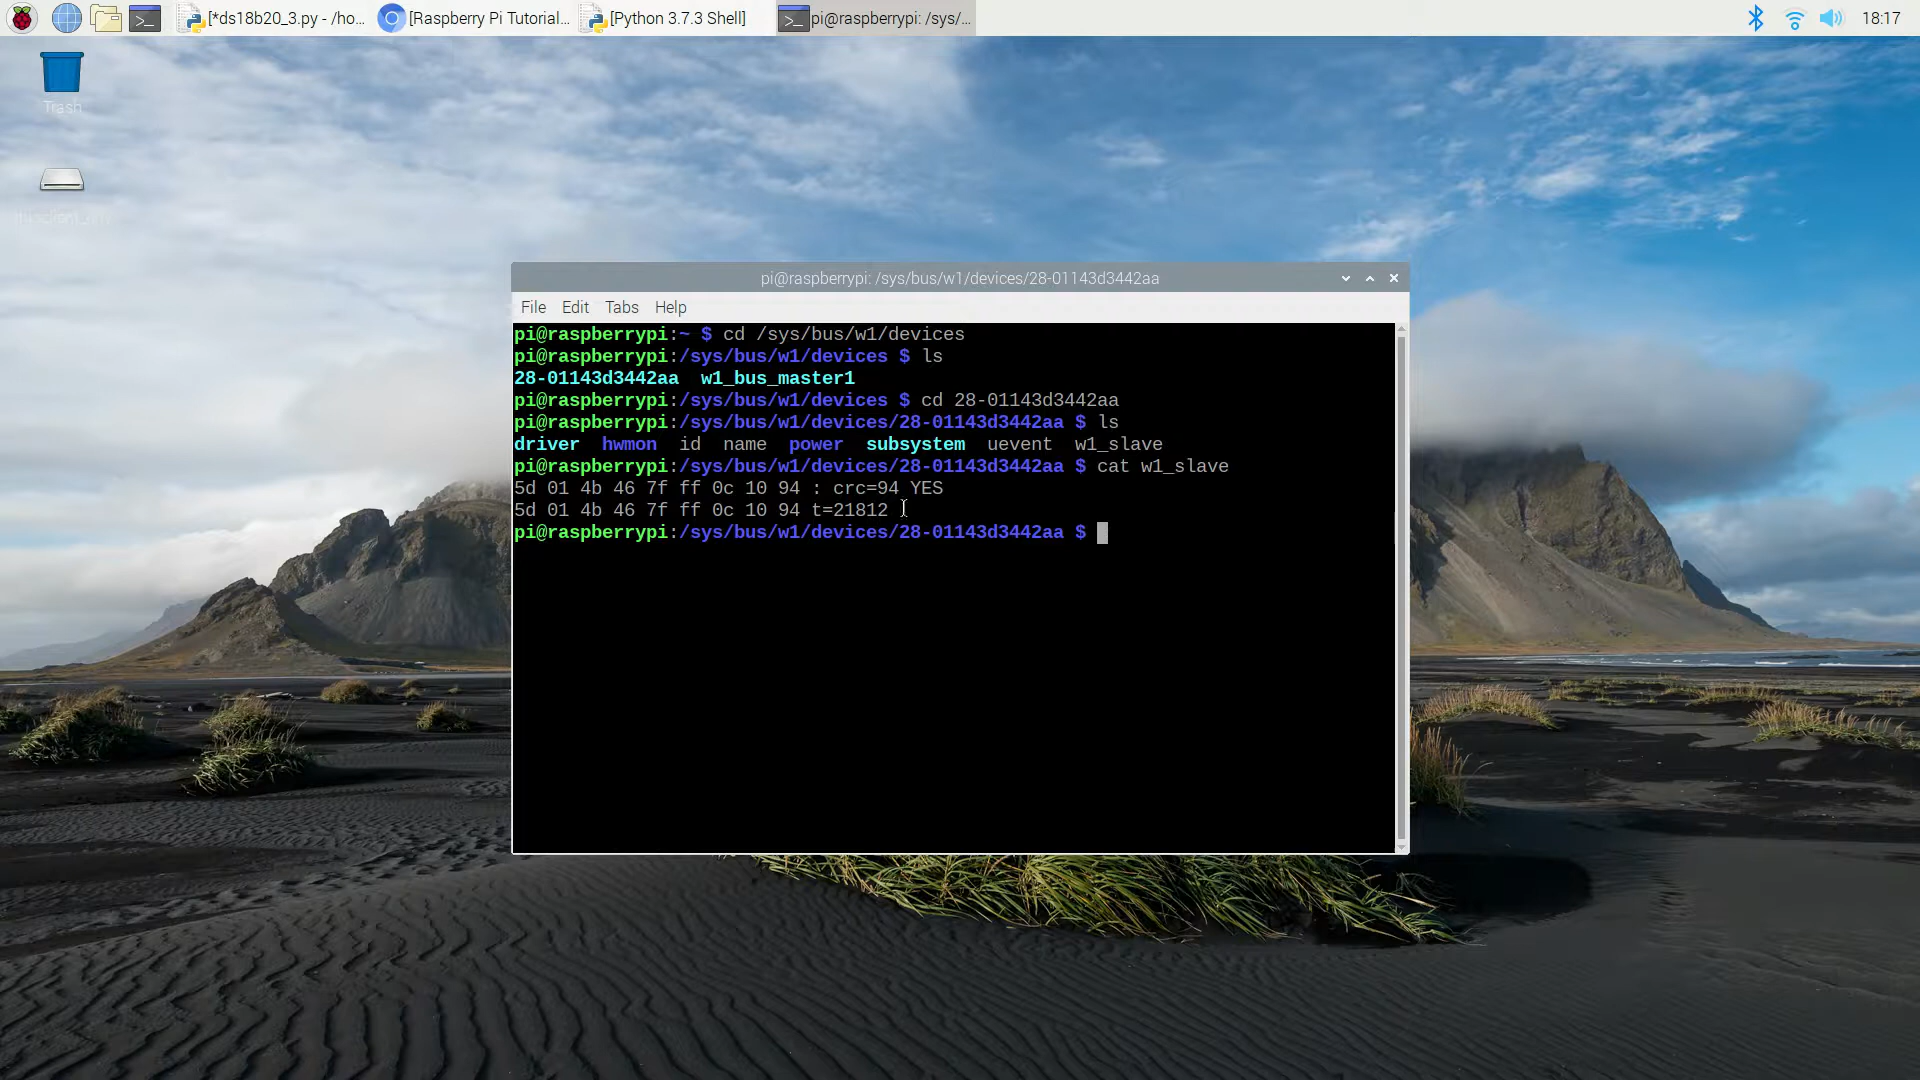 [*ds18b20_3.py - /ho...
[Raspberry Pi Tutorial...
[Python 3.7.3 Shell]
pi@raspberrypi: /sys/...
18:17
Trash
pi@raspberrypi: /sys/bus/w1/devices/28-01143d3442aa
File Edit Tabs Help
pi@raspberrypi:~ $ cd /sys/bus/w1/devices
pi@raspberrypi:/sys/bus/w1/devices $ ls
28-01143d3442aa w1_bus_master1
pi@raspberrypi:/sys/bus/w1/devices $ cd 28-01143d3442aa
pi@raspberrypi:/sys/bus/w1/devices/28-01143d3442aa $ ls
driver hwmon id name power subsystem uevent w1_slave
pi@raspberrypi:/sys/bus/w1/devices/28-01143d3442aa $ cat w1_slave
5d 01 4b 46 7f ff 0c 10 94 : crc=94 YES
5d 01 4b 46 7f ff 0c 10 94 t=21812
pi@raspberrypi:/sys/bus/w1/devices/28-01143d3442aa $